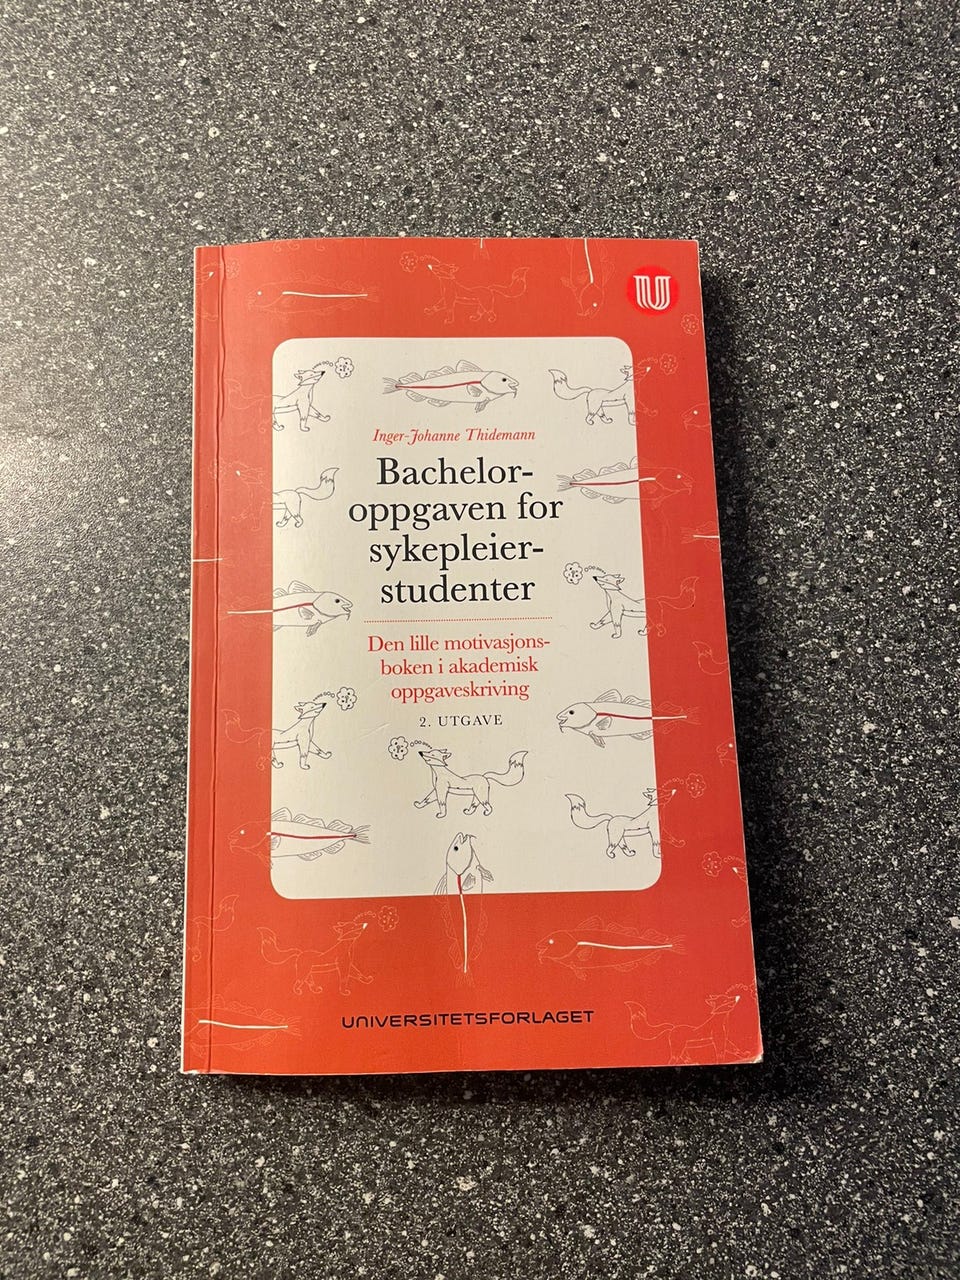 U
Inger-Johanne Thidemann
Bachelor-
oppgaven for
sykepleier-
studenter
Den lille motivasjons-
boken i akademisk
oppgaveskriving
2. UTGAVE
UNIVERSITETSFORLAGET